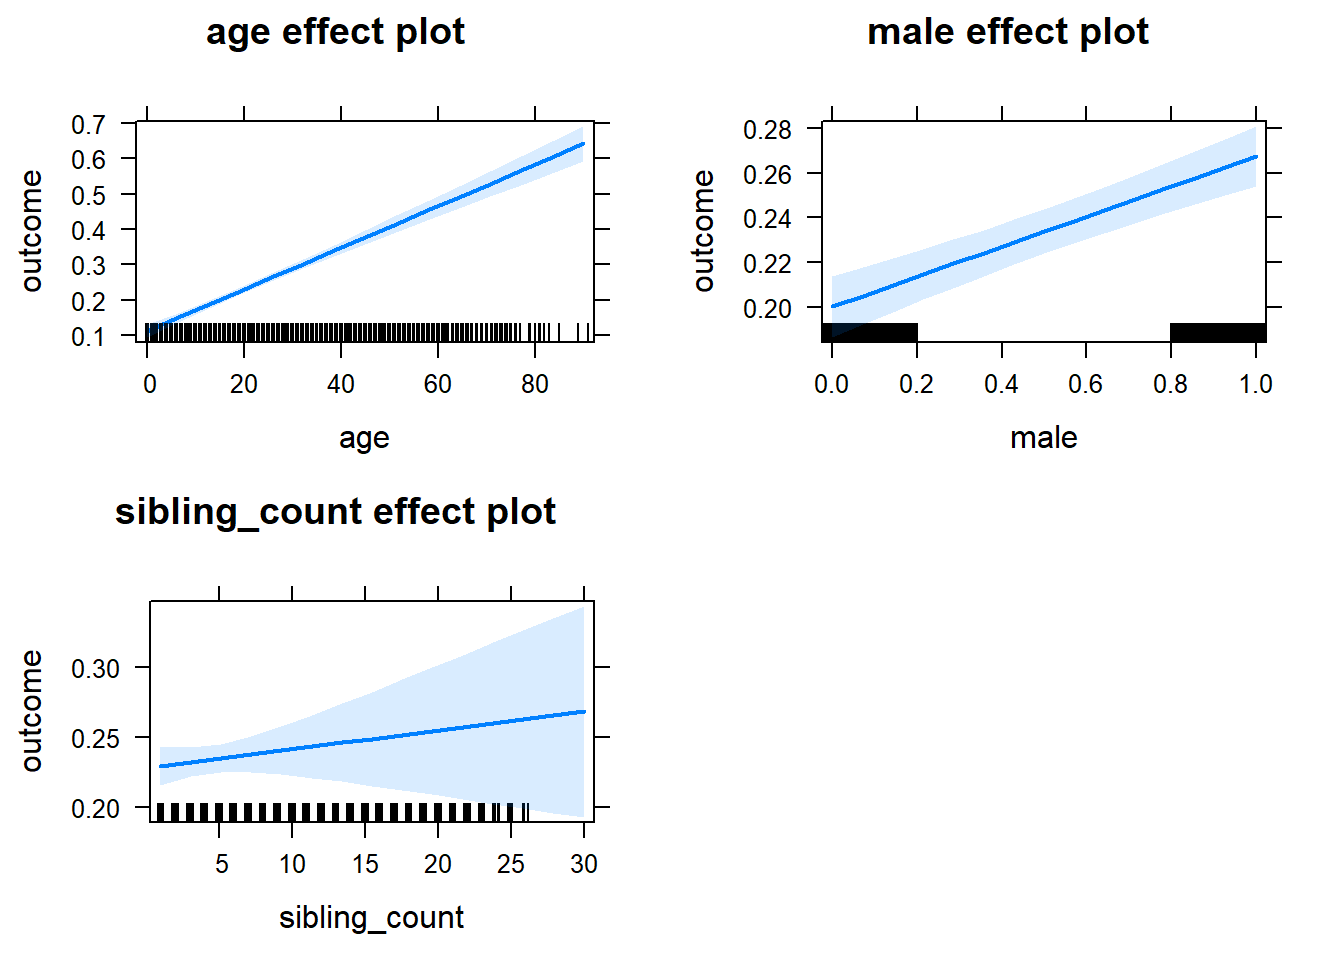 age effect plot
outcome
0.7
0.6
0.5
0.4
0.3
0.2
0.1
0 20 40 60 80
age
male effect plot
outcome
0.28
0.26
0.24
0.22
0.20
0.0 0.2 0.4 0.6 0.8 1.0
male
sibling_count effect plot
outcome
0.30
0.25
0.20
5 10 15 20 25 30
sibling_count